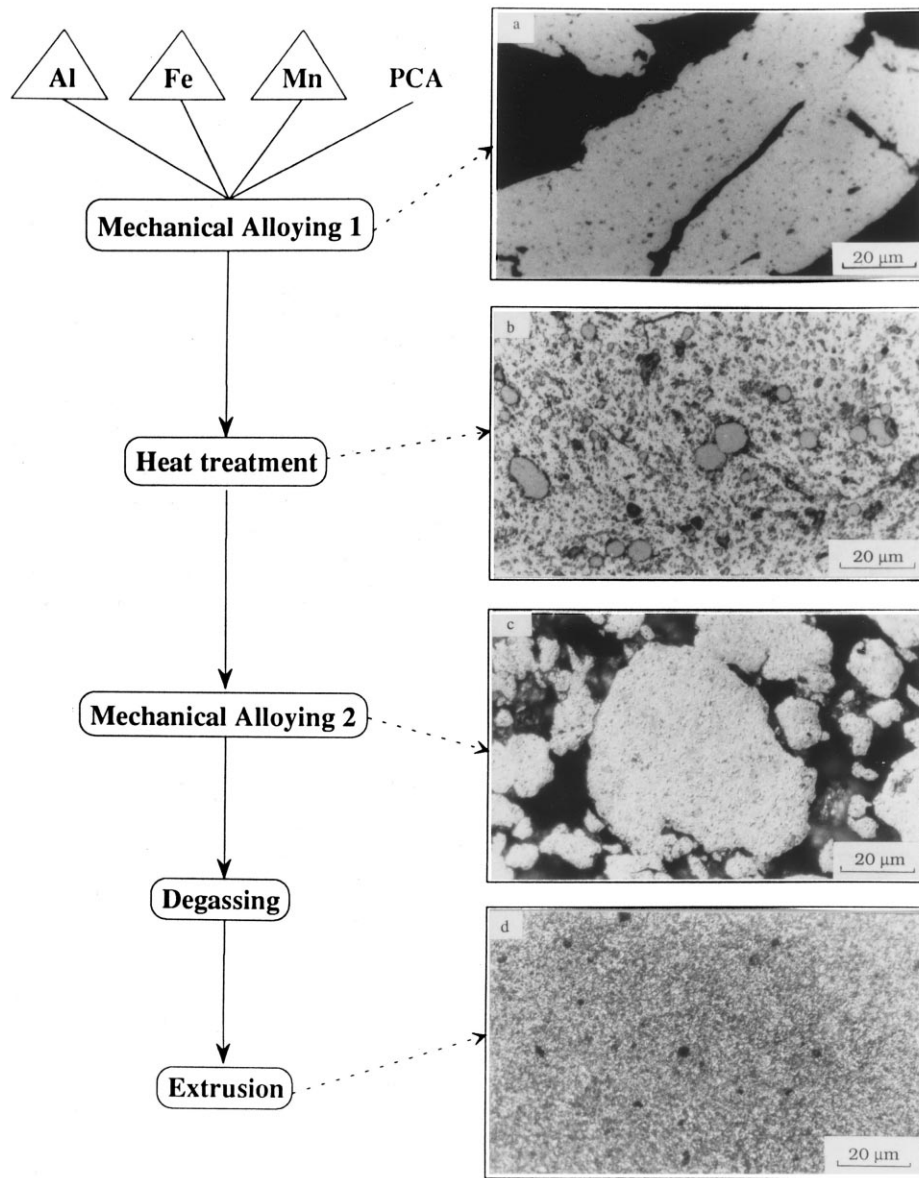 Al Fe Mn PCA
Mechanical Alloying 1
Heat treatment
Mechanical Alloying 2
Degassing
Extrusion
a
20 μm
b
20 μm
c
20 μm
d
20 μm